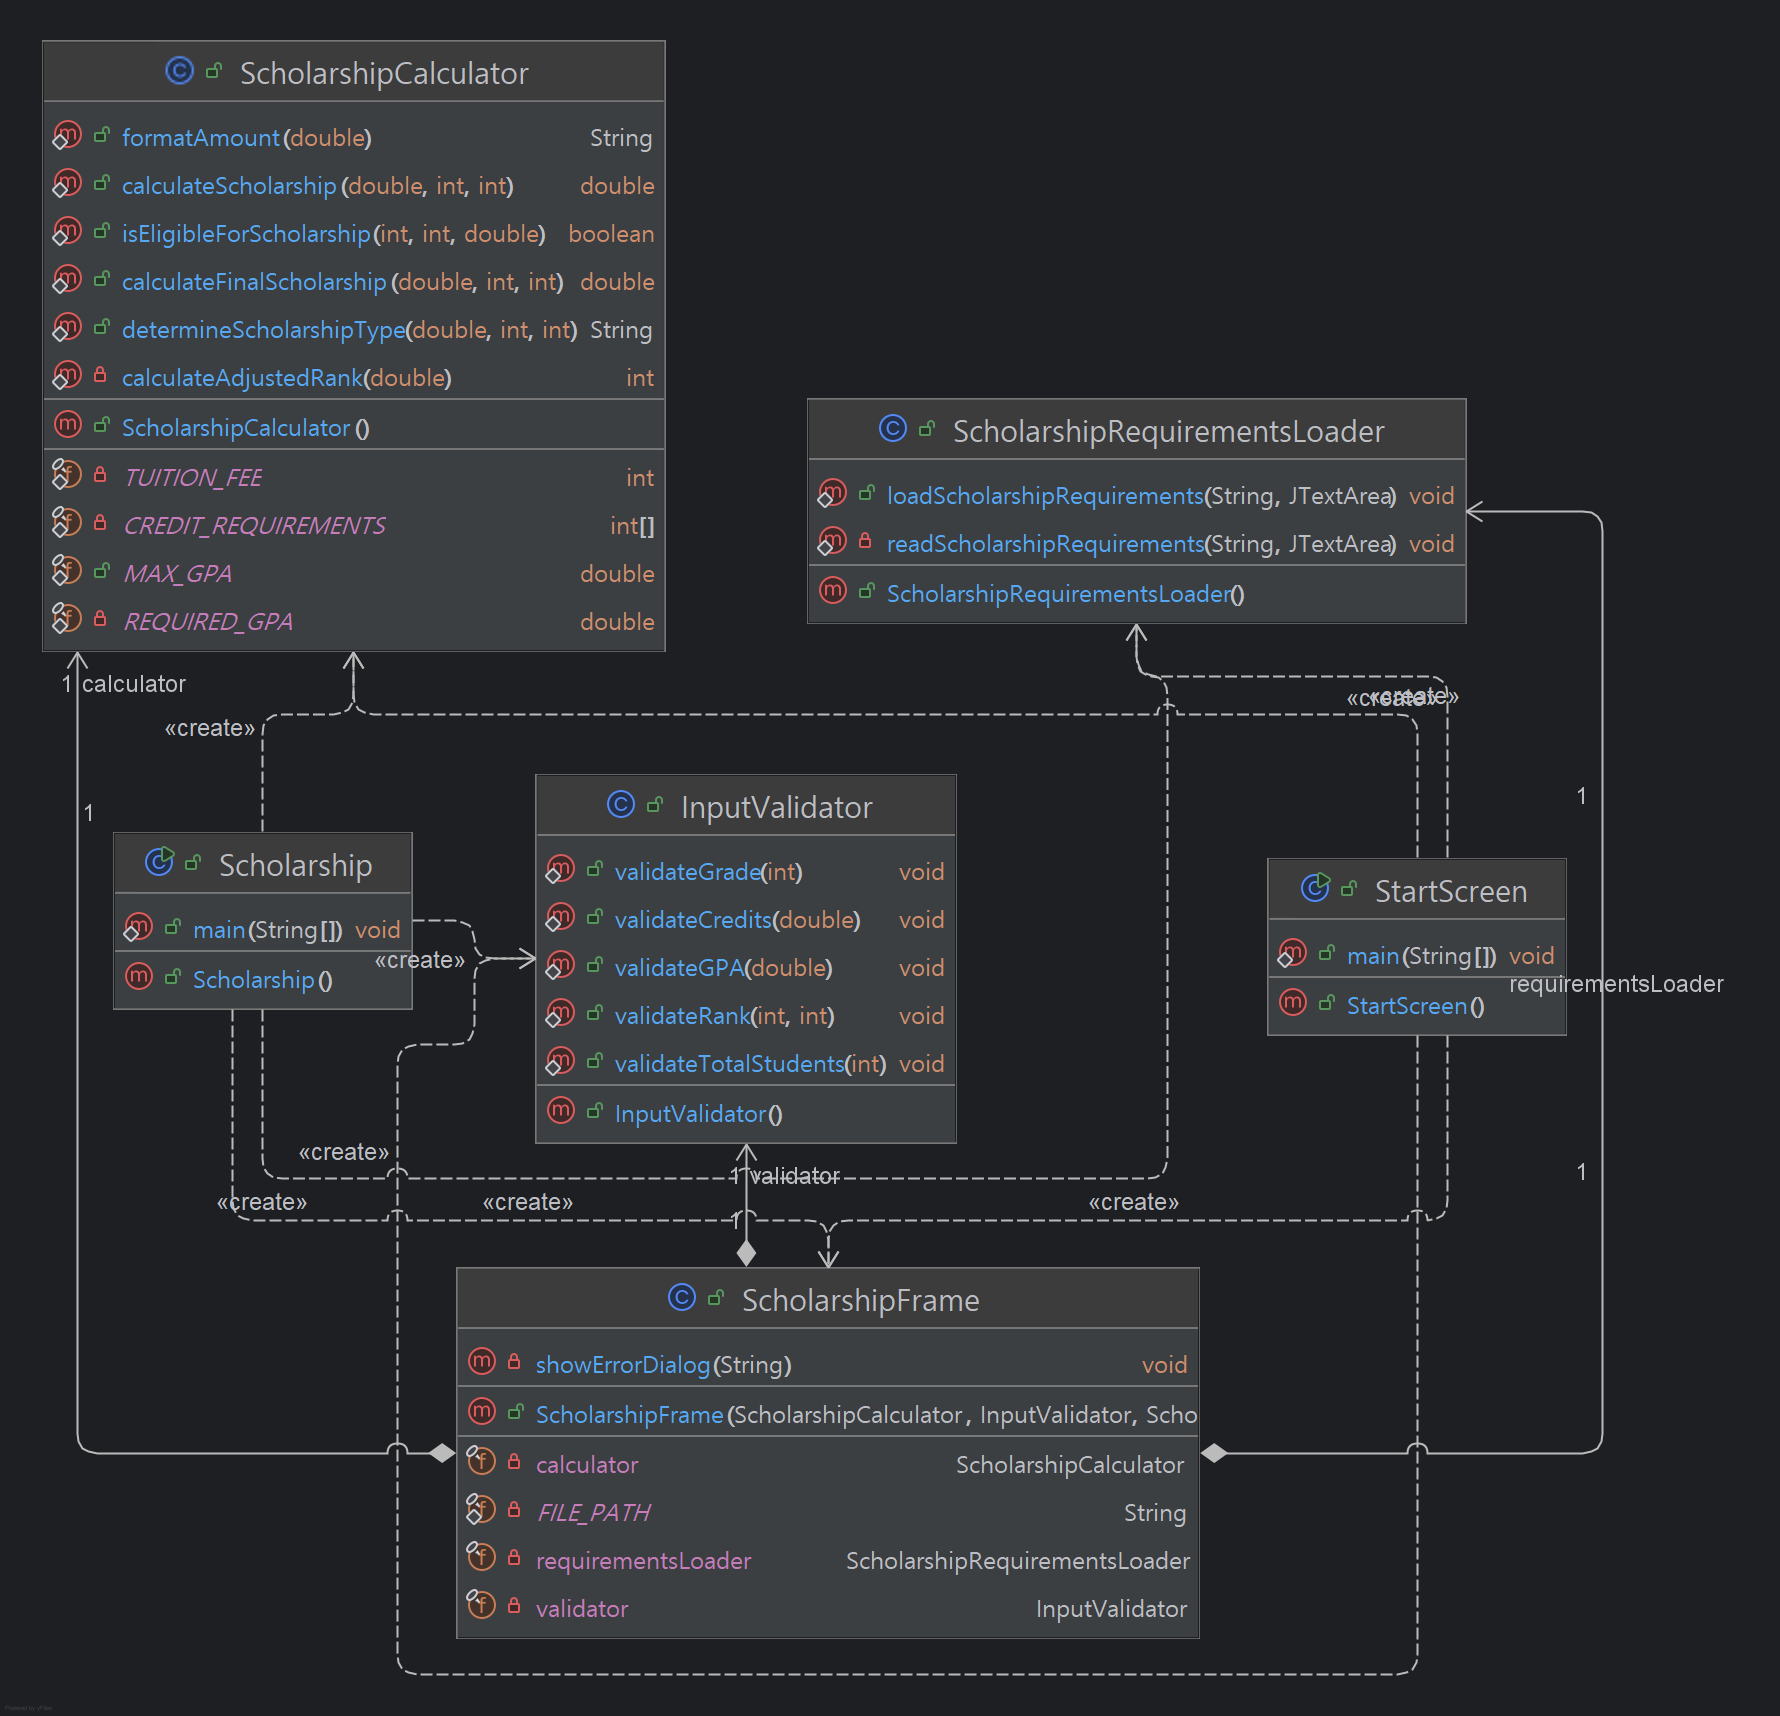 ScholarshipCalculator
formatAmount(double) String
calculateScholarship(double, int, int) double
isEligibleForScholarship(int, int, double) boolean
calculateFinalScholarship(double, int, int) double
determineScholarshipType(double, int, int) String
calculateAdjustedRank(double) int
ScholarshipCalculator()
TUITION_FEE int
CREDIT_REQUIREMENTS int[]
MAX_GPA double
REQUIRED_GPA double
ScholarshipRequirementsLoader
loadScholarshipRequirements(String, JTextArea) void
readScholarshipRequirements(String, JTextArea) void
ScholarshipRequirementsLoader()
1 calculator
«create»
«create»
«create»
1
1
InputValidator
validateGrade(int) void
validateCredits(double) void
validateGPA(double) void
validateRank(int, int) void
validateTotalStudents(int) void
InputValidator()
Scholarship
main(String[]) void
Scholarship()
«create»
StartScreen
main(String[]) void
StartScreen()
requirementsLoader
«create»
1 validator
1
«create»
«create»
«create»
1
ScholarshipFrame
showErrorDialog(String) void
ScholarshipFrame(ScholarshipCalculator, InputValidator, Scho
calculator ScholarshipCalculator
FILE_PATH String
requirementsLoader ScholarshipRequirementsLoader
validator InputValidator